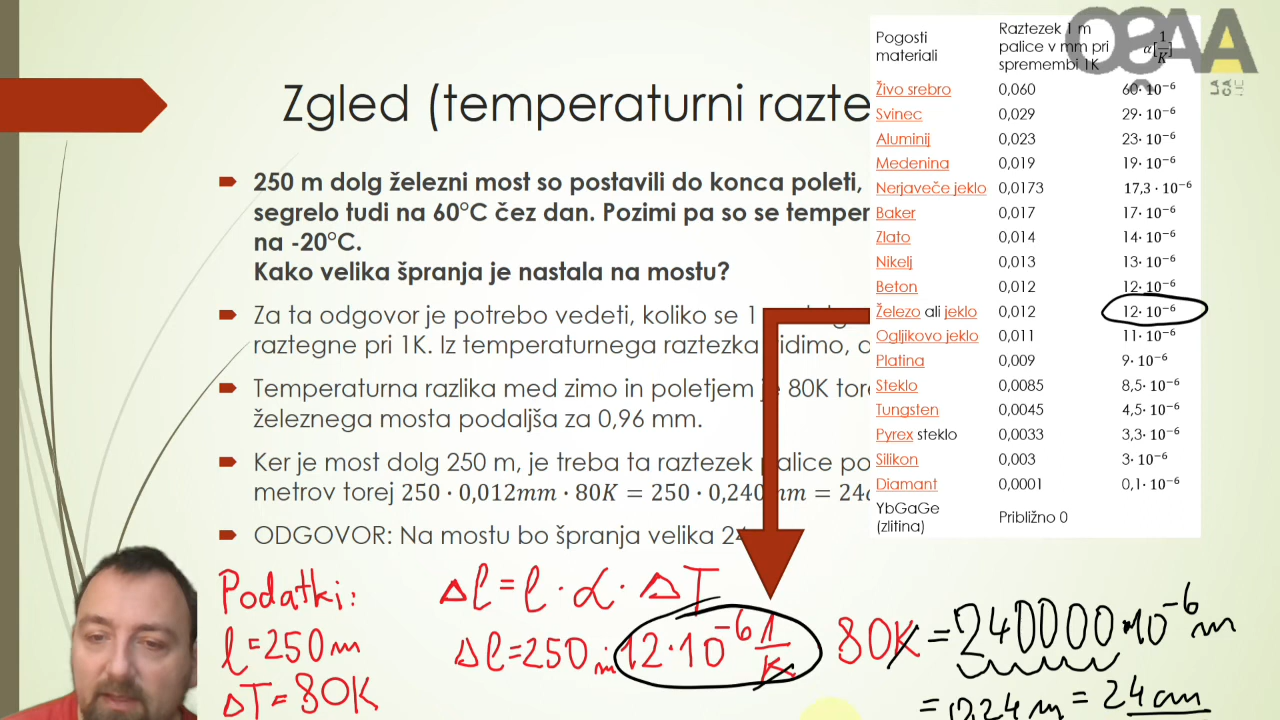 Zgled (temperaturni razte
250 m dolg železni most so postavili do konca poleti,
segrelo tudi na 60°C čez dan. Pozimi pa so se temper
na -20°C.
Kako velika špranja je nastala na mostu?
Za ta odgovor je potrebo vedeti, koliko se 1
raztegne pri 1K. Iz temperaturnega raztezka vidimo,
Temperaturna razlika med zimo in poletjem je 80K tore
železnega mosta podaljša za 0,96 mm.
Ker je most dolg 250 m, je treba ta raztezek palice po
metrov torej 250 · 0,012mm · 80K = 250 · 0,240mm = 24
ODGOVOR: Na mostu bo špranja velika 24
Pogosti materiali Raztezek 1 m palice v mm pri spremembi 1K α[1/K]
Živo srebro 0,060 60· 10⁻⁶
Svinec 0,029 29· 10⁻⁶
Aluminij 0,023 23· 10⁻⁶
Medenina 0,019 19· 10⁻⁶
Nerjaveče jeklo 0,0173 17,3 · 10⁻⁶
Baker 0,017 17· 10⁻⁶
Zlato 0,014 14· 10⁻⁶
Nikelj 0,013 13· 10⁻⁶
Beton 0,012 12· 10⁻⁶
Železo ali jeklo 0,012 12· 10⁻⁶
Ogljikovo jeklo 0,011 11· 10⁻⁶
Platina 0,009 9· 10⁻⁶
Steklo 0,0085 8,5· 10⁻⁶
Tungsten 0,0045 4,5· 10⁻⁶
Pyrex steklo 0,0033 3,3· 10⁻⁶
Silikon 0,003 3· 10⁻⁶
Diamant 0,0001 0,1· 10⁻⁶
YbGaGe (zlitina) Približno 0
Podatki:
l=250m
ΔT=80K
Δl=l·α·ΔT
Δl=250m·12·10⁻⁶ 1/K 80K = 240000·10⁻⁶m
=0,24m = 24cm